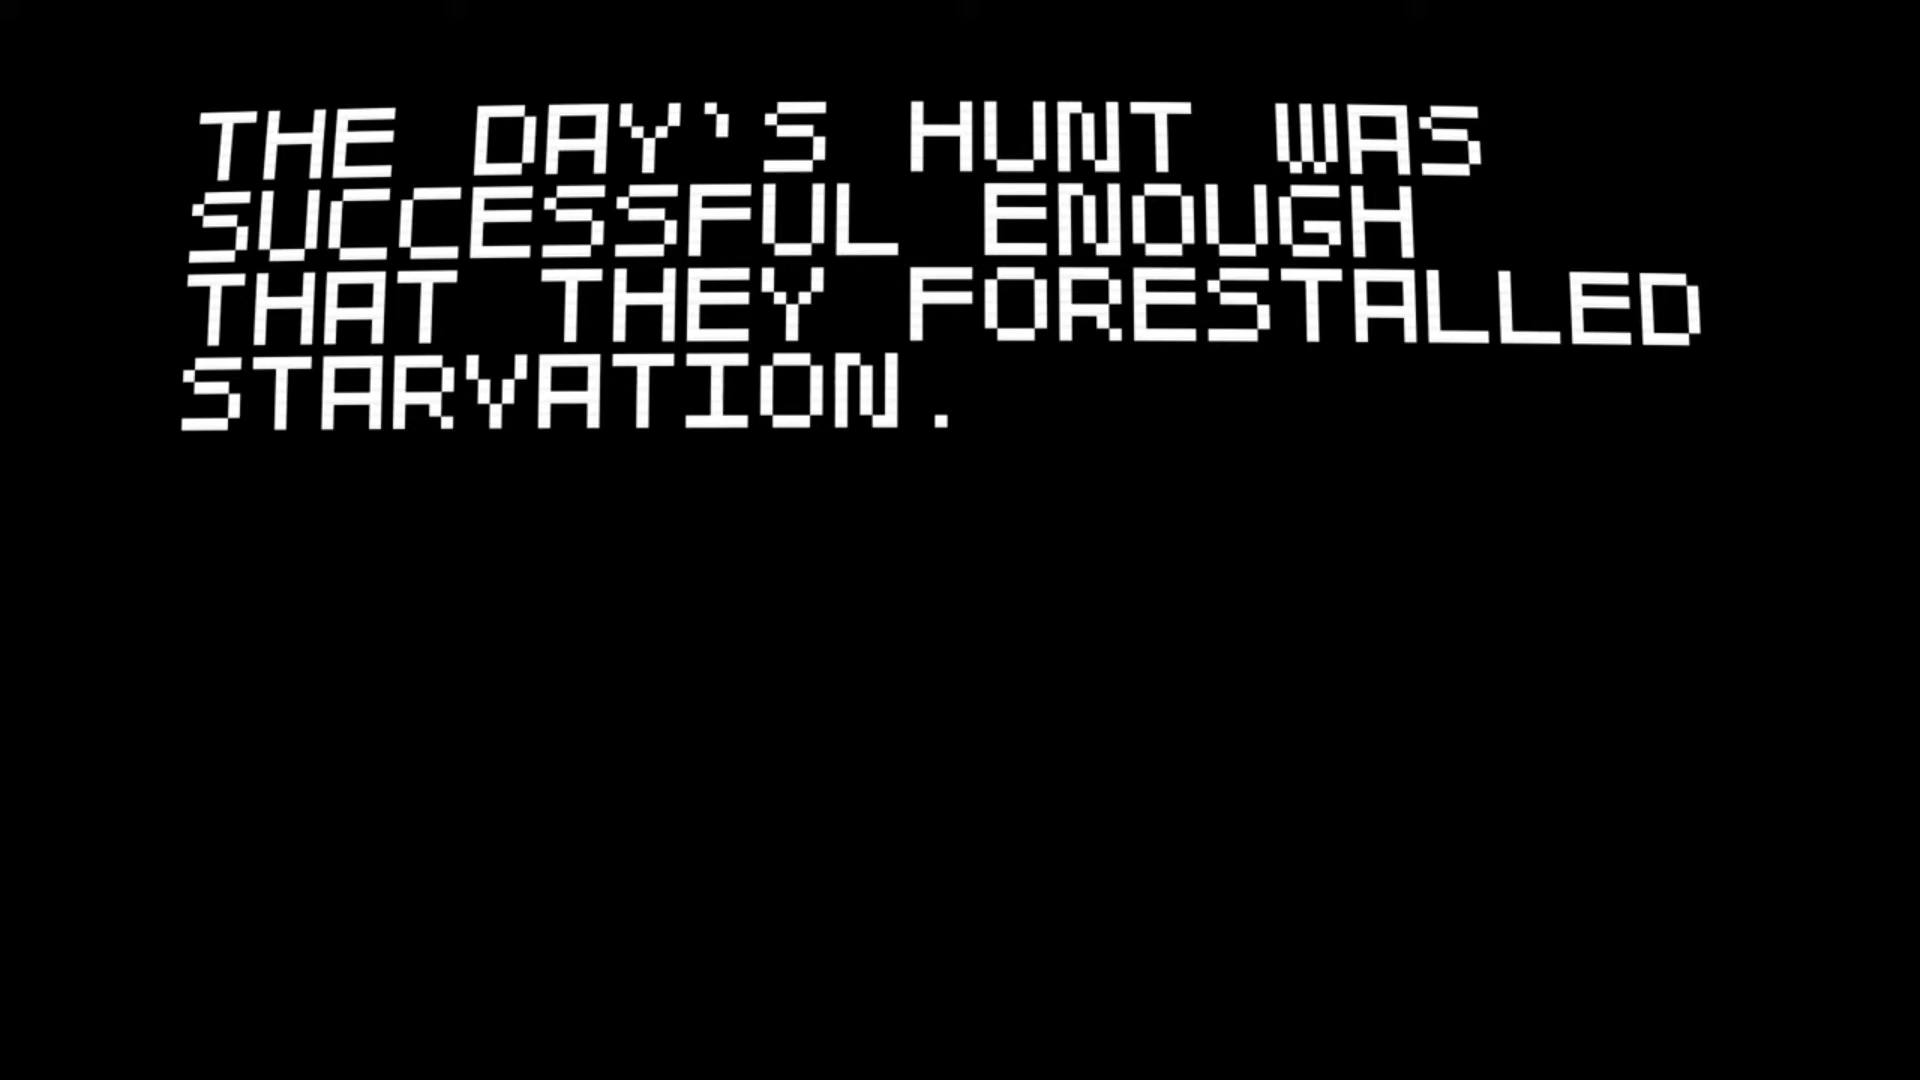 THE DAY'S HUNT WAS
SUCCESSFUL ENOUGH
THAT THEY FORESTALLED
STARVATION.